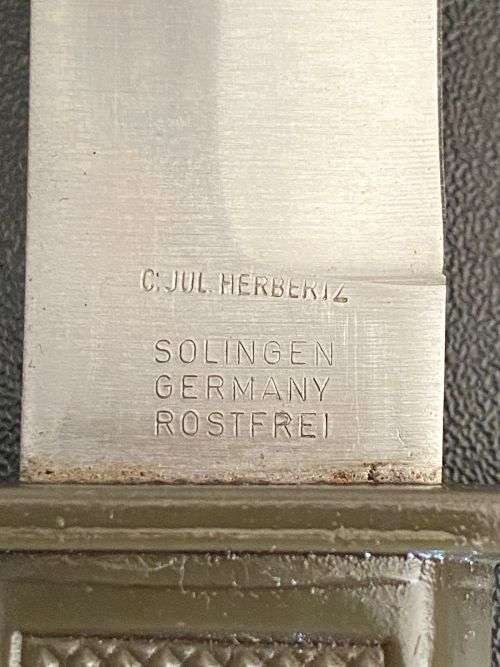 C. JUL. HERBERTZ
SOLINGEN
GERMANY
ROSTFREI